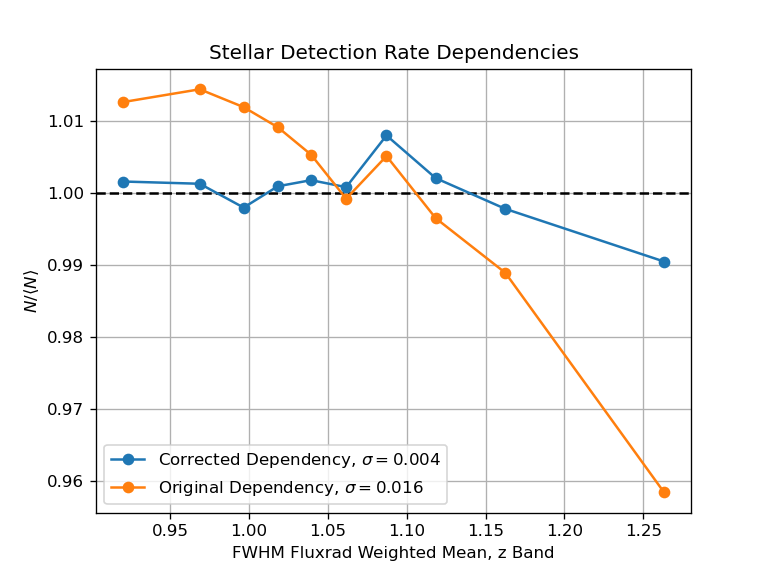 Stellar Detection Rate Dependencies
N/⟨N⟩
1.01
1.00
0.99
0.98
0.97
0.96
Corrected Dependency, σ = 0.004
Original Dependency, σ = 0.016
0.95 1.00 1.05 1.10 1.15 1.20 1.25
FWHM Fluxrad Weighted Mean, z Band